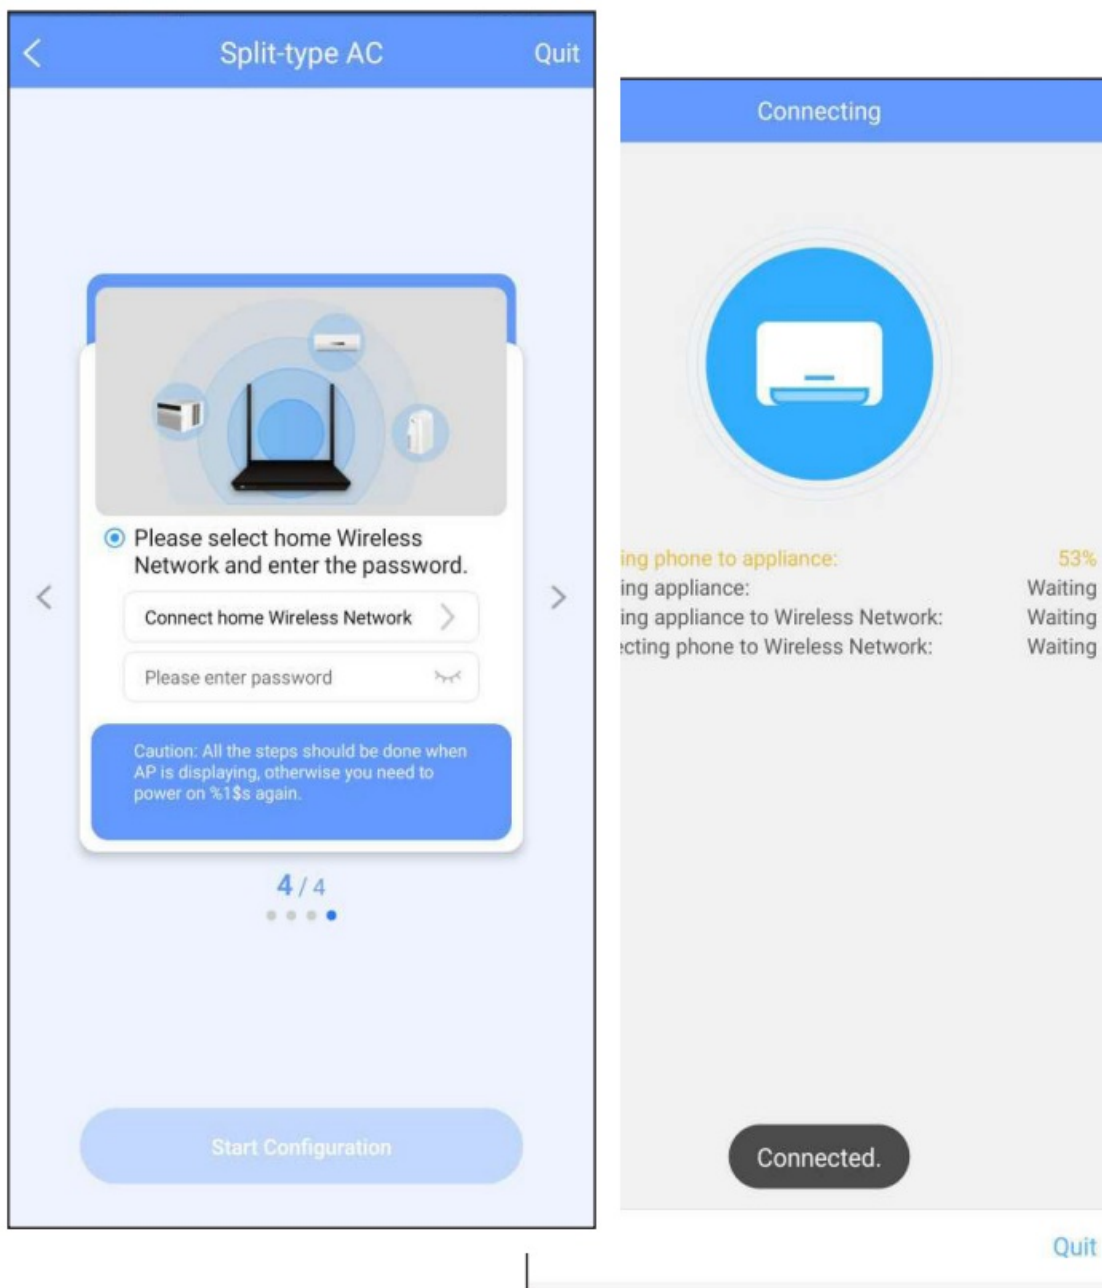 Split-type AC
Quit
Please select home Wireless
Network and enter the password.
Connect home Wireless Network
Please enter password
Caution: All the steps should be done when
AP is displaying, otherwise you need to
power on %1$s again.
4 / 4
Start Configuration
Connecting
ing phone to appliance: 53%
ing appliance: Waiting
ing appliance to Wireless Network: Waiting
ecting phone to Wireless Network: Waiting
Connected.
Quit